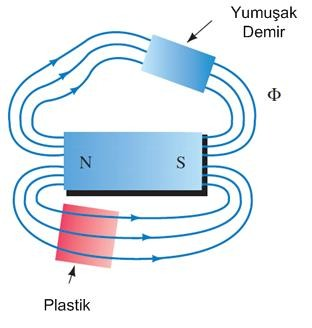 Yumuşak
Demir
Φ
N S
Plastik